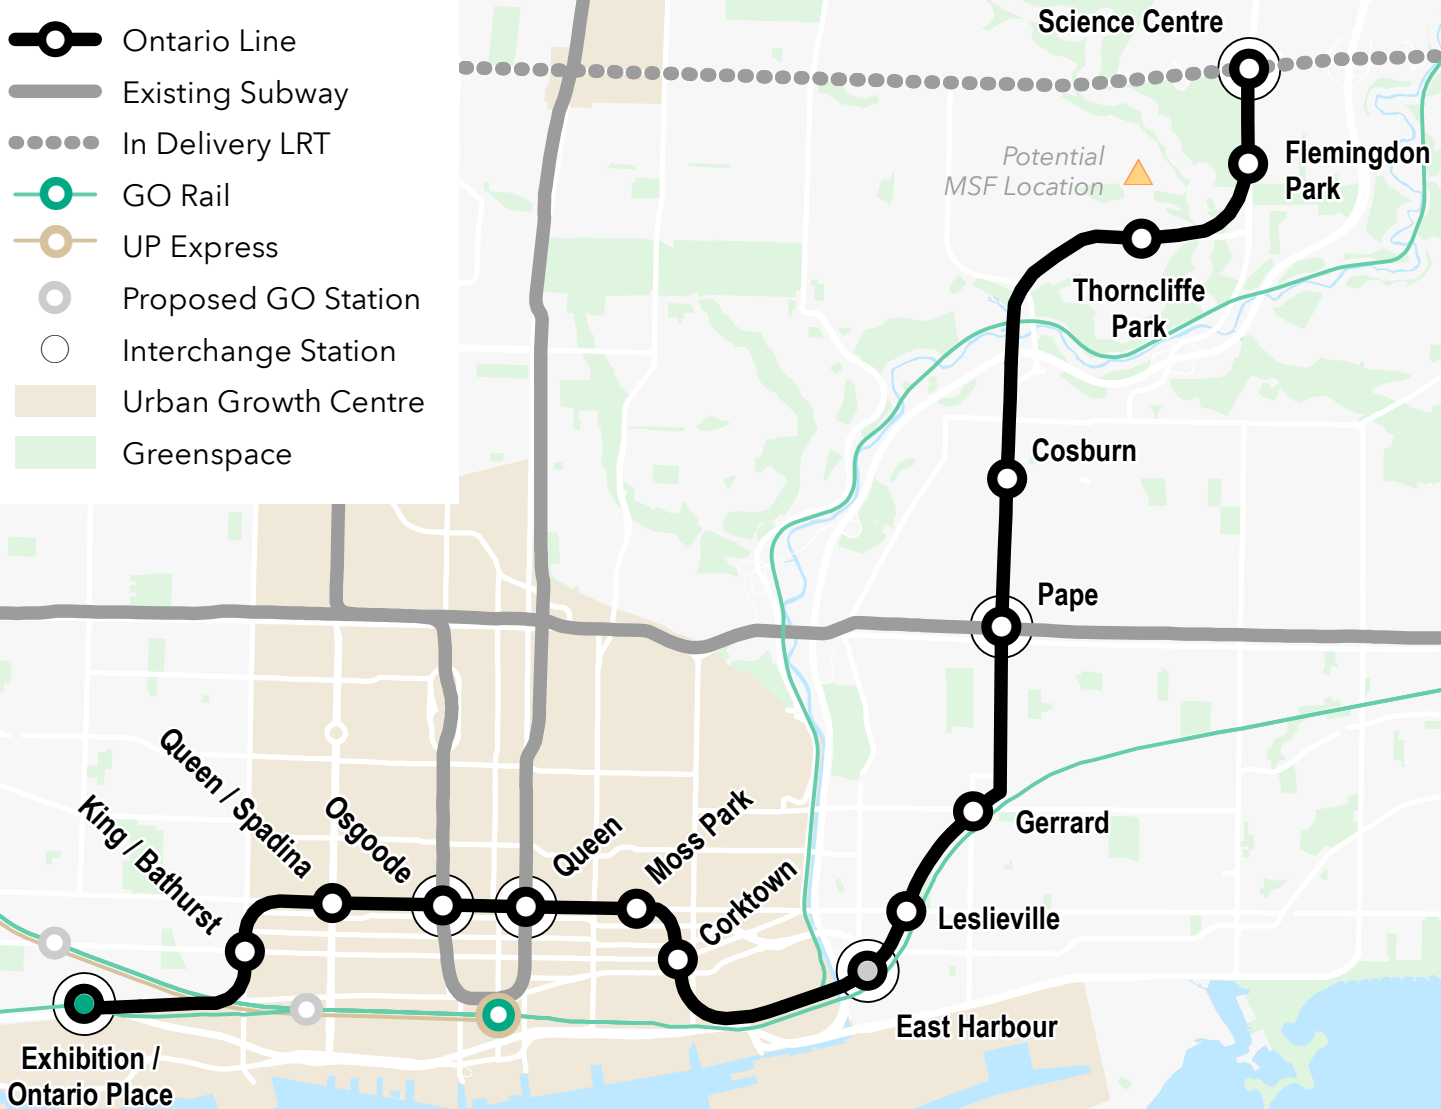 Ontario Line
Existing Subway
In Delivery LRT
GO Rail
UP Express
Proposed GO Station
Interchange Station
Urban Growth Centre
Greenspace
Science Centre
Flemingdon
Park
Potential
MSF Location
Thorncliffe
Park
Cosburn
Pape
Gerrard
Leslieville
East Harbour
Corktown
Moss Park
Queen
Osgoode
Queen / Spadina
King / Bathurst
Exhibition /
Ontario Place